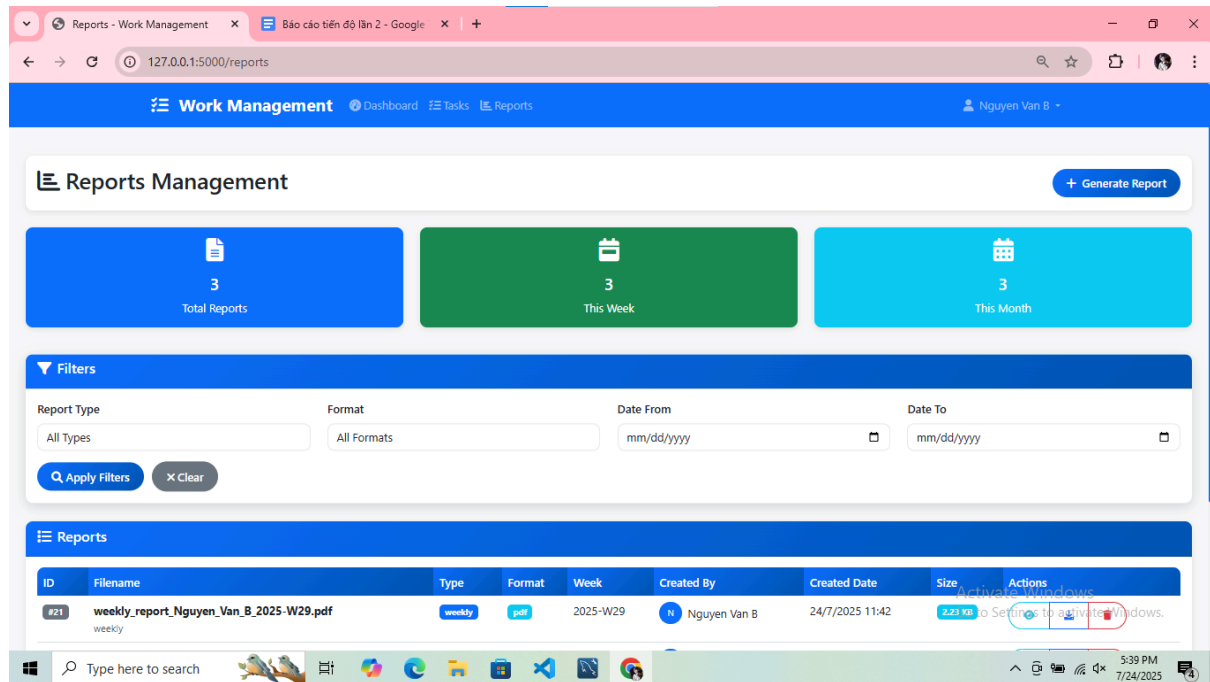 Reports - Work Management
Báo cáo tiến độ lần 2 - Google
127.0.0.1:5000/reports
Work Management Dashboard Tasks Reports Nguyen Van B
Reports Management
+ Generate Report
3
Total Reports
3
This Week
3
This Month
Filters
Report Type Format Date From Date To
All Types All Formats mm/dd/yyyy mm/dd/yyyy
Apply Filters × Clear
Reports
ID Filename Type Format Week Created By Created Date Size Actions
#21 weekly_report_Nguyen_Van_B_2025-W29.pdf weekly pdf 2025-W29 N Nguyen Van B 24/7/2025 11:42 2.23 KB
weekly
Activate Windows
to Settings to activate Windows.
Type here to search
5:39 PM
7/24/2025
4